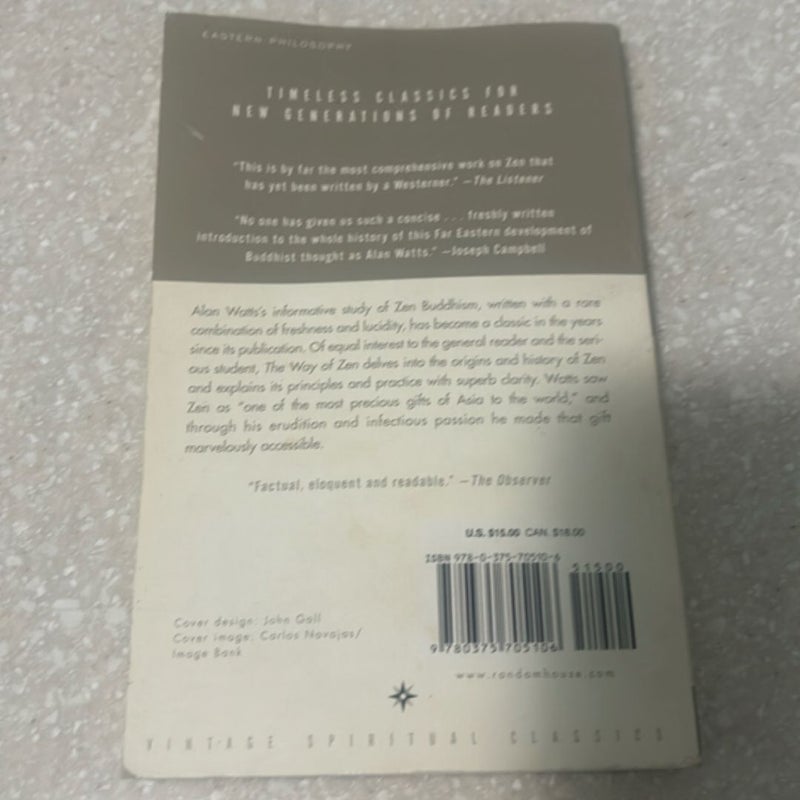 EASTERN PHILOSOPHY
TIMELESS CLASSICS FOR
NEW GENERATIONS OF READERS
"This is by far the most comprehensive work on Zen that
has yet been written by a Westerner." —The Listener
"No one has given us such a concise . . . freshly written
introduction to the whole history of this Far Eastern development of
Buddhist thought as Alan Watts." —Joseph Campbell
Alan Watts's informative study of Zen Buddhism, written with a rare
combination of freshness and lucidity, has become a classic in the years
since its publication. Of equal interest to the general reader and the seri-
ous student, The Way of Zen delves into the origins and history of Zen
and explains its principles and practice with superb clarity. Watts saw
Zen as "one of the most precious gifts of Asia to the world," and
through his erudition and infectious passion he made that gift
marvelously accessible.
"Factual, eloquent and readable." —The Observer
U.S. $15.00 CAN. $18.00
ISBN 978-0-375-70510-6
51500
9 780375 705106
Cover design: John Gall
Cover image: Carlos Navajas/
Image Bank
www.randomhouse.com
VINTAGE SPIRITUAL CLASSICS